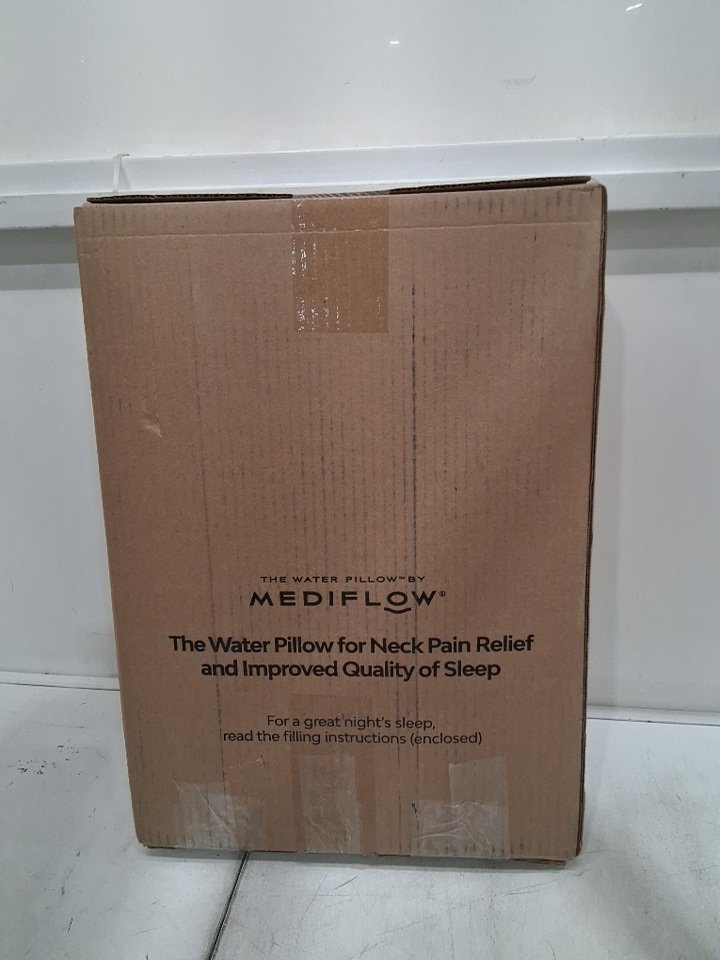 THE WATER PILLOW™ BY
MEDIFLOW®
The Water Pillow for Neck Pain Relief
and Improved Quality of Sleep
For a great night's sleep,
read the filling instructions (enclosed)